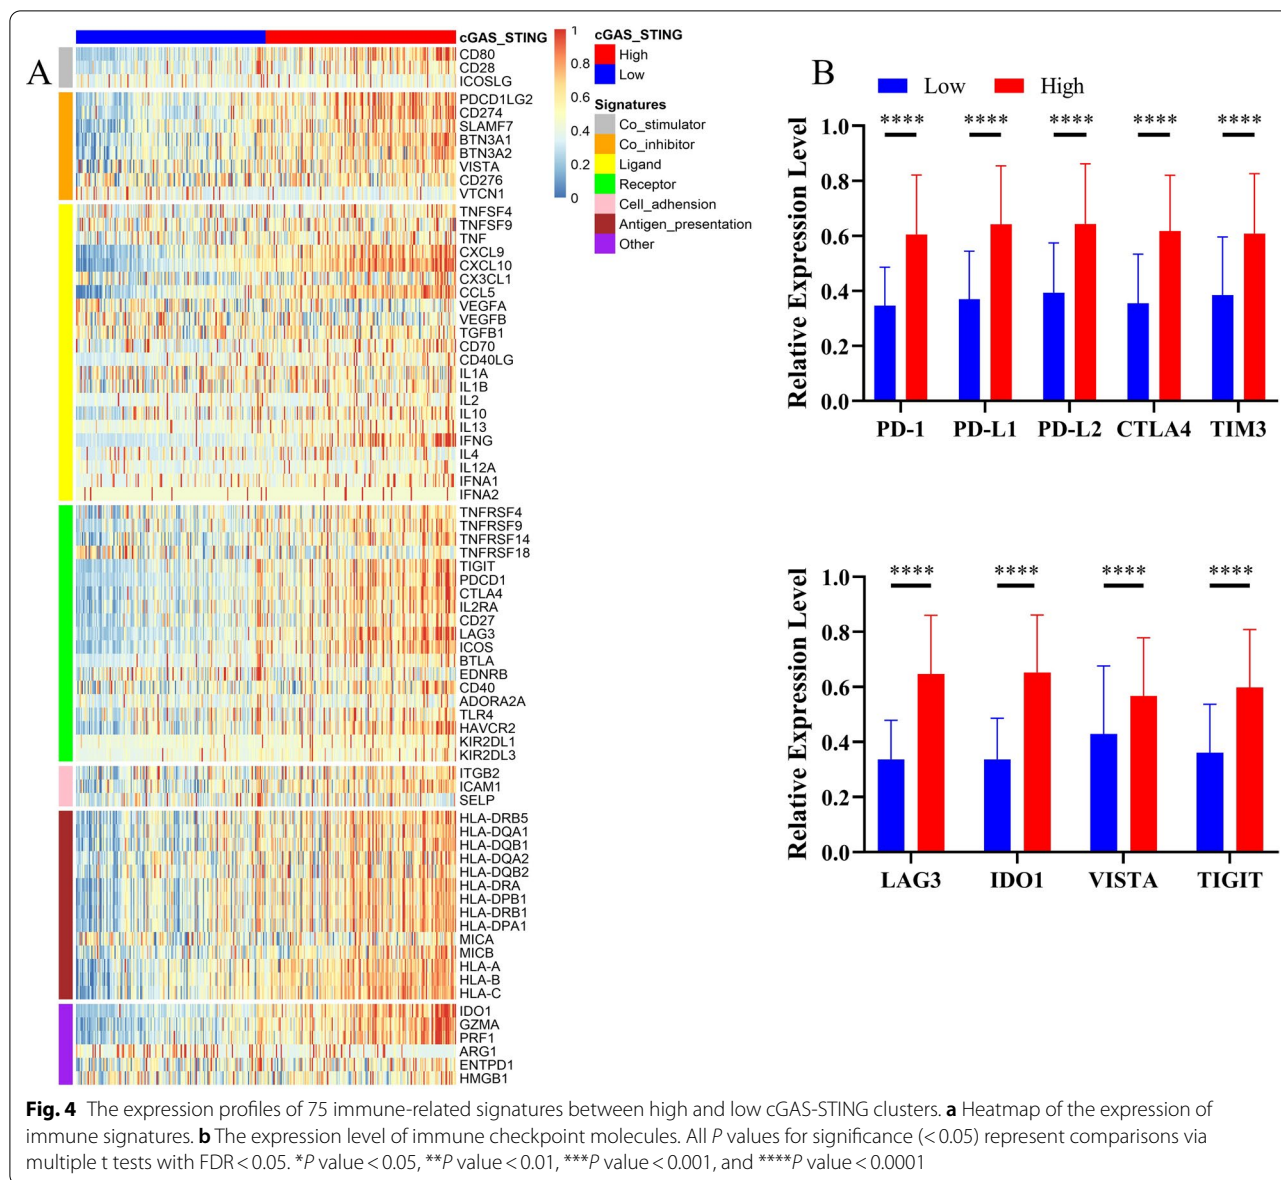 A
cGAS_STING
CD80
CD28
ICOSLG
PDCD1LG2
CD274
SLAMF7
BTN3A1
BTN3A2
VISTA
CD276
VTCN1
TNFSF4
TNFSF9
TNF
CXCL9
CXCL10
CX3CL1
CCL5
VEGFA
VEGFB
TGFB1
CD70
CD40LG
IL1A
IL1B
IL2
IL10
IL13
IFNG
IL4
IL12A
IFNA1
IFNA2
TNFRSF4
TNFRSF9
TNFRSF14
TNFRSF18
TIGIT
PDCD1
CTLA4
IL2RA
CD27
LAG3
ICOS
BTLA
EDNRB
CD40
ADORA2A
TLR4
HAVCR2
KIR2DL1
KIR2DL3
ITGB2
ICAM1
SELP
HLA-DRB5
HLA-DQA1
HLA-DQB1
HLA-DQA2
HLA-DQB2
HLA-DRA
HLA-DPB1
HLA-DRB1
HLA-DPA1
MICA
MICB
HLA-A
HLA-B
HLA-C
IDO1
GZMA
PRF1
ARG1
ENTPD1
HMGB1
1
0.8
0.6
0.4
0.2
0
cGAS_STING
High
Low
Signatures
Co_stimulator
Co_inhibitor
Ligand
Receptor
Cell_adhension
Antigen_presentation
Other
B
Low High
**** **** **** **** ****
Relative Expression Level
1.0
0.8
0.6
0.4
0.2
0.0
PD-1 PD-L1 PD-L2 CTLA4 TIM3
**** **** **** ****
Relative Expression Level
1.0
0.8
0.6
0.4
0.2
0.0
LAG3 IDO1 VISTA TIGIT
Fig. 4 The expression profiles of 75 immune-related signatures between high and low cGAS-STING clusters. a Heatmap of the expression of
immune signatures. b The expression level of immune checkpoint molecules. All P values for significance (< 0.05) represent comparisons via
multiple t tests with FDR < 0.05. *P value < 0.05, **P value < 0.01, ***P value < 0.001, and ****P value < 0.0001